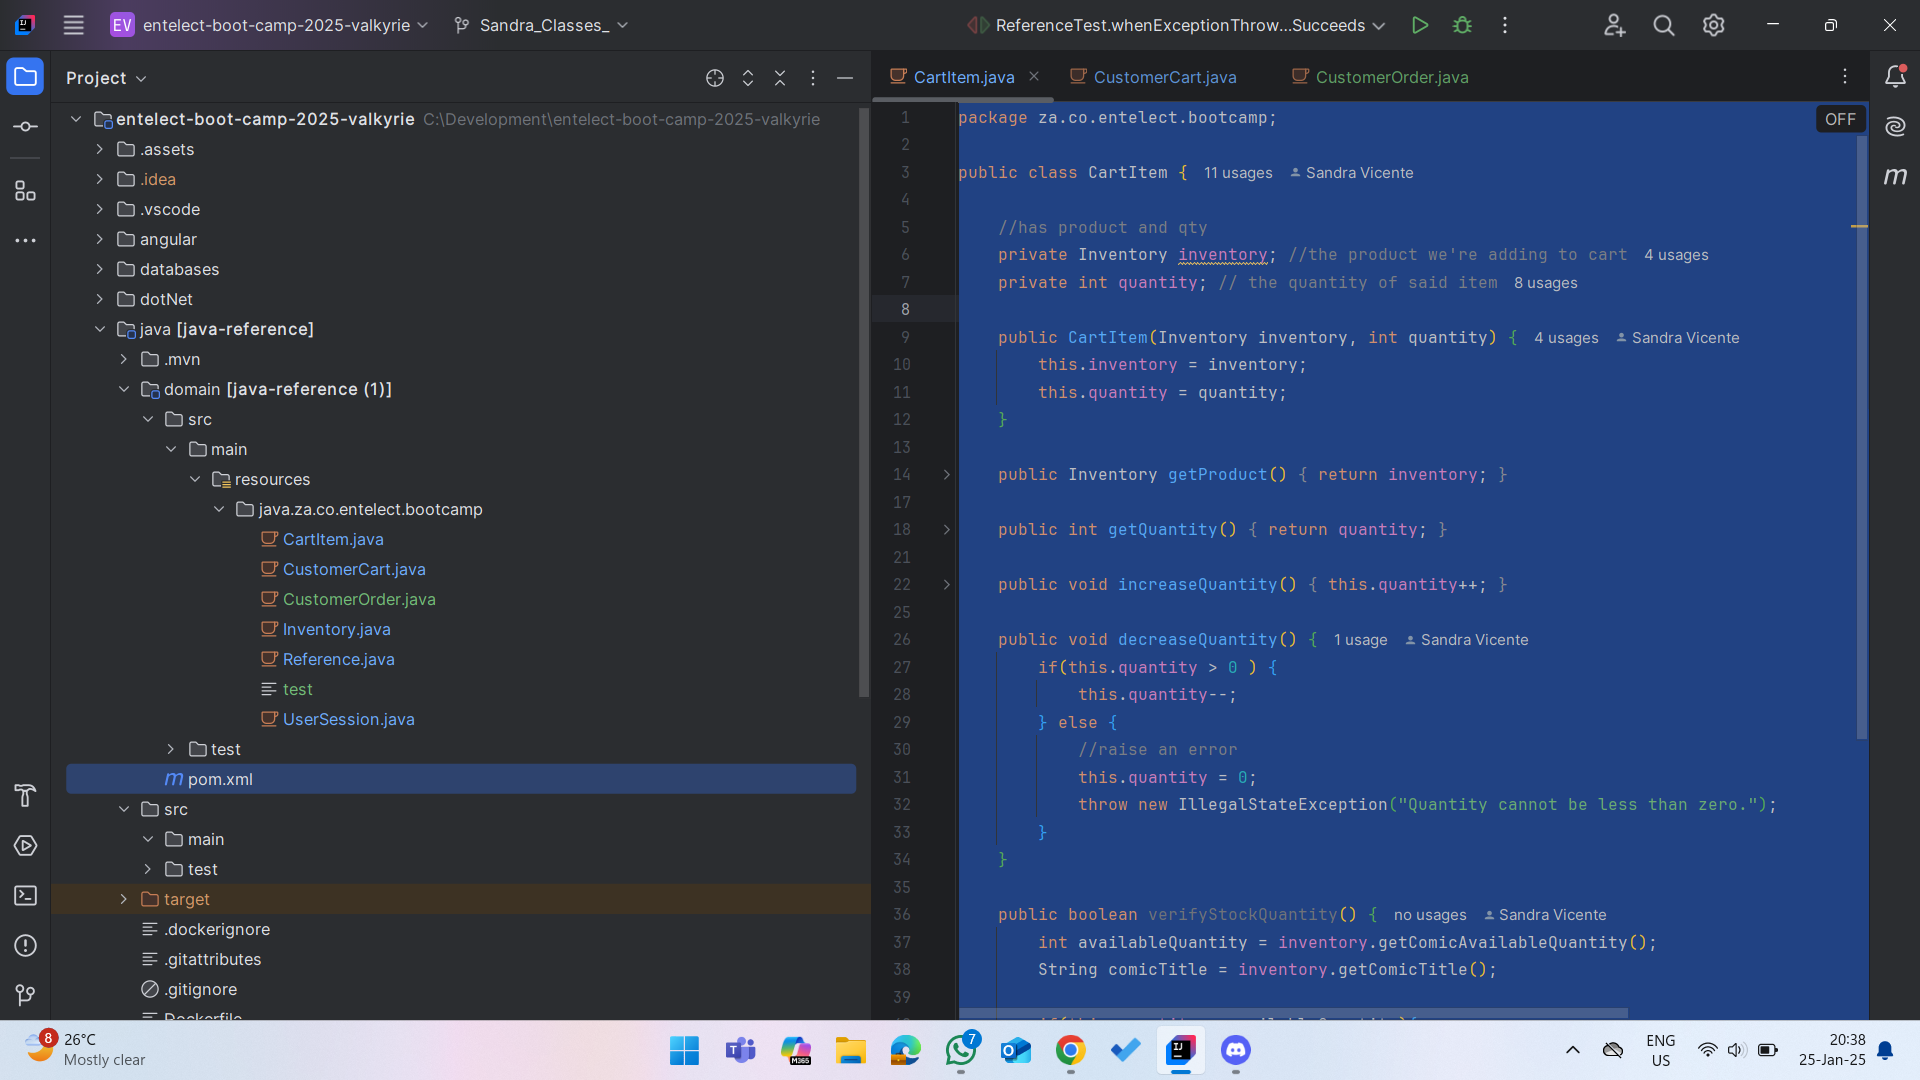 EV entelect-boot-camp-2025-valkyrie Sandra_Classes_ ReferenceTest.whenExceptionThrow...Succeeds
Project
entelect-boot-camp-2025-valkyrie C:\Development\entelect-boot-camp-2025-valkyrie
.assets
.idea
.vscode
angular
databases
dotNet
java [java-reference]
.mvn
domain [java-reference (1)]
src
main
resources
java.za.co.entelect.bootcamp
CartItem.java
CustomerCart.java
CustomerOrder.java
Inventory.java
Reference.java
test
UserSession.java
test
m pom.xml
src
main
test
target
.dockerignore
.gitattributes
.gitignore
Dockerfile
CartItem.java CustomerCart.java CustomerOrder.java
OFF
m
1 package za.co.entelect.bootcamp;
2
3 public class CartItem { 11 usages Sandra Vicente
4
5 //has product and qty
6 private Inventory inventory; //the product we're adding to cart 4 usages
7 private int quantity; // the quantity of said item 8 usages
8
9 public CartItem(Inventory inventory, int quantity) { 4 usages Sandra Vicente
10 this.inventory = inventory;
11 this.quantity = quantity;
12 }
13
14 public Inventory getProduct() { return inventory; }
17
18 public int getQuantity() { return quantity; }
21
22 public void increaseQuantity() { this.quantity++; }
25
26 public void decreaseQuantity() { 1 usage Sandra Vicente
27 if(this.quantity > 0 ) {
28 this.quantity--;
29 } else {
30 //raise an error
31 this.quantity = 0;
32 throw new IllegalStateException("Quantity cannot be less than zero.");
33 }
34 }
35
36 public boolean verifyStockQuantity() { no usages Sandra Vicente
37 int availableQuantity = inventory.getComicAvailableQuantity();
38 String comicTitle = inventory.getComicTitle();
39
8 26°C
Mostly clear
M365
7
IJ
ENG
US
20:38
25-Jan-25